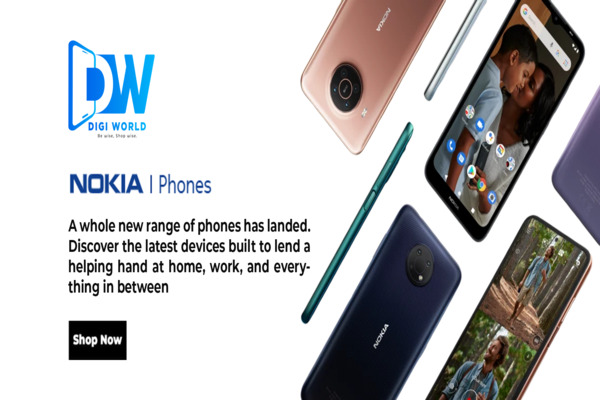 DW
DIGI WORLD
Be wise, Shop wise.
NOKIA | Phones
A whole new range of phones has landed.
Discover the latest devices built to lend a
helping hand at home, work, and every-
thing in between
Shop Now
NOKIA
NOKIA